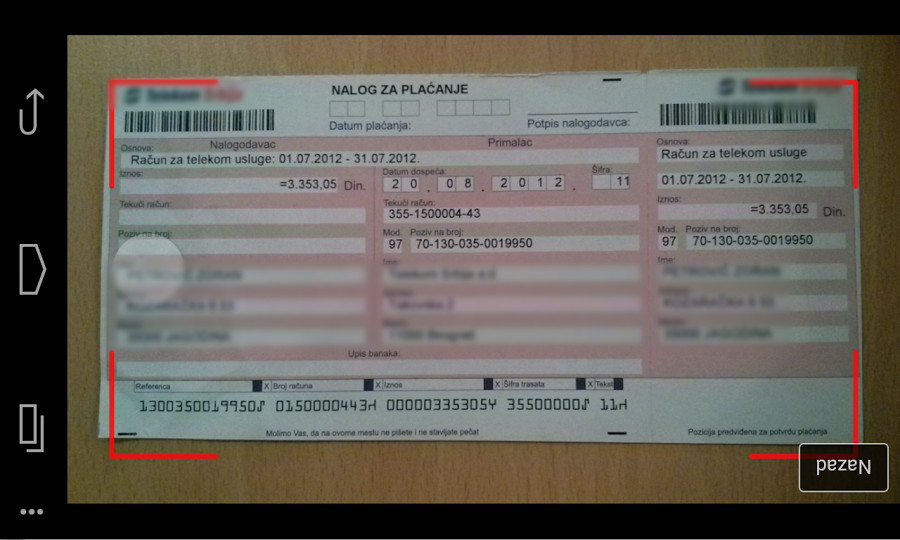 NALOG ZA PLAĆANJE
Datum plaćanja:
Potpis nalogodavca:
Osnova:
Nalogodavac
Primalac
Račun za telekom usluge: 01.07.2012 - 31.07.2012.
Iznos:
=3.353,05 Din.
Datum dospeća:
20.08.2012.
Šifra:
11
Tekući račun:
Tekući račun:
355-1500004-43
Poziv na broj:
Mod. Poziv na broj:
97 70-130-035-0019950
Upis banaka:
Osnova:
Račun za telekom usluge
01.07.2012 - 31.07.2012.
Iznos:
=3.353,05 Din.
Mod. Poziv na broj:
97 70-130-035-0019950
Ime:
Referenca X Broj računa X Iznos X Šifra trasata X Tekst
130035001995 0150000443 00000335305 35500000 11
Molimo Vas, da na ovome mestu ne pišete i ne stavljate pečat
Pozicija predviđena za potvrdu plaćanja
Nazad